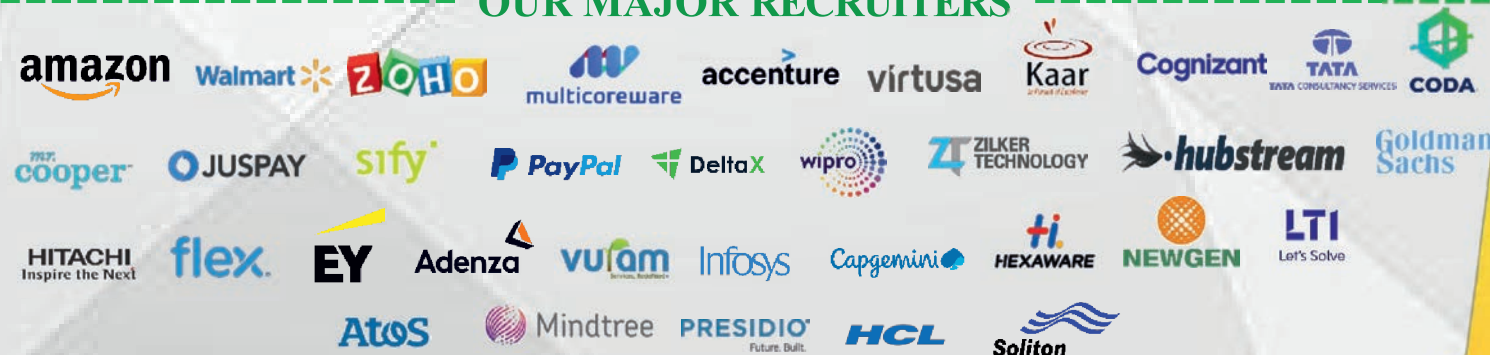 OUR MAJOR RECRUITERS
amazon Walmart ZOHO multicoreware accenture virtusa Kaar Cognizant TATA TATA CONSULTANCY SERVICES CODA
mr. cooper JUSPAY sify PayPal DeltaX wipro ZT ZILKER TECHNOLOGY hubstream Goldman Sachs
HITACHI Inspire the Next flex. EY Adenza vuram Infosys Capgemini Hi. HEXAWARE NEWGEN LTI Let's Solve
Atos Mindtree PRESIDIO Future. Built. HCL Soliton